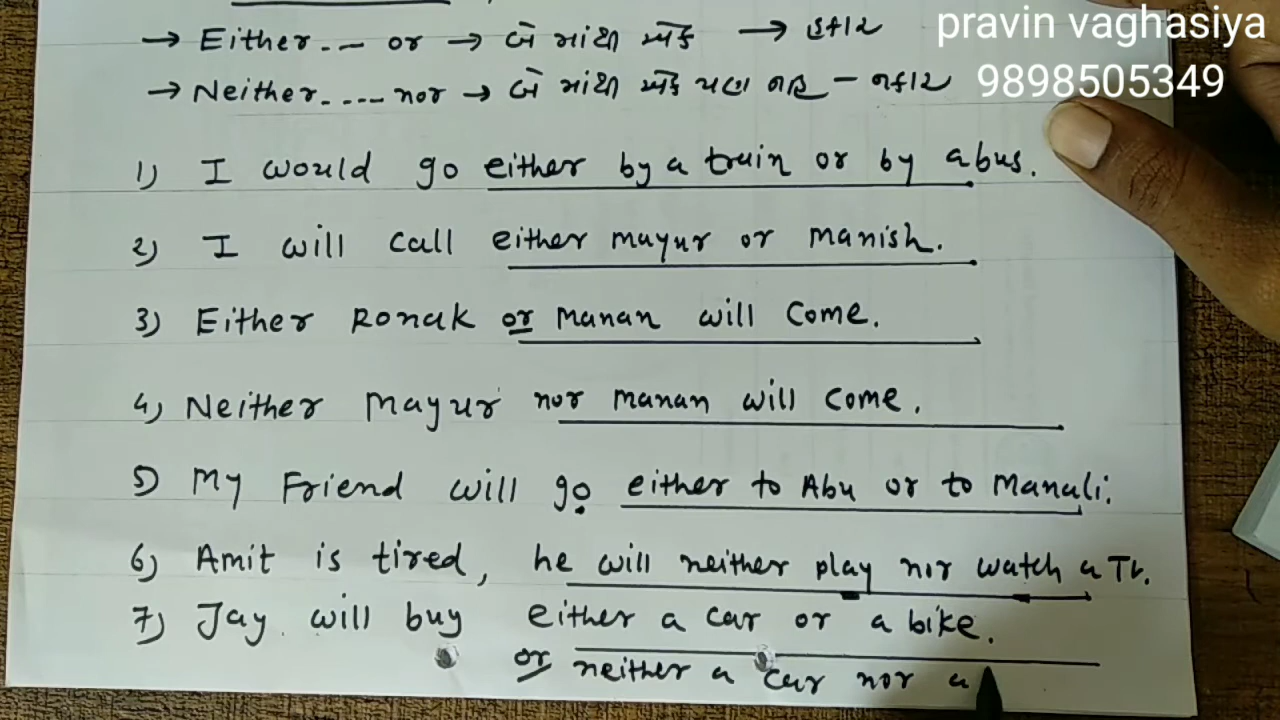 pravin vaghasiya
9898505349
→ Either--- or → બે માંથી એક → હકાર
→ Neither---- nor → બે માંથી એક પણ નહિ - નકાર
1) I would go either by a train or by a bus.
2) I will call either mayur or manish.
3) Either Ronak or manan will come.
4) Neither mayur nor manan will come.
5) My Friend will go either to Abu or to Manali.
6) Amit is tired, he will neither play nor watch a Tv.
7) Jay will buy either a car or a bike.
or neither a car nor a